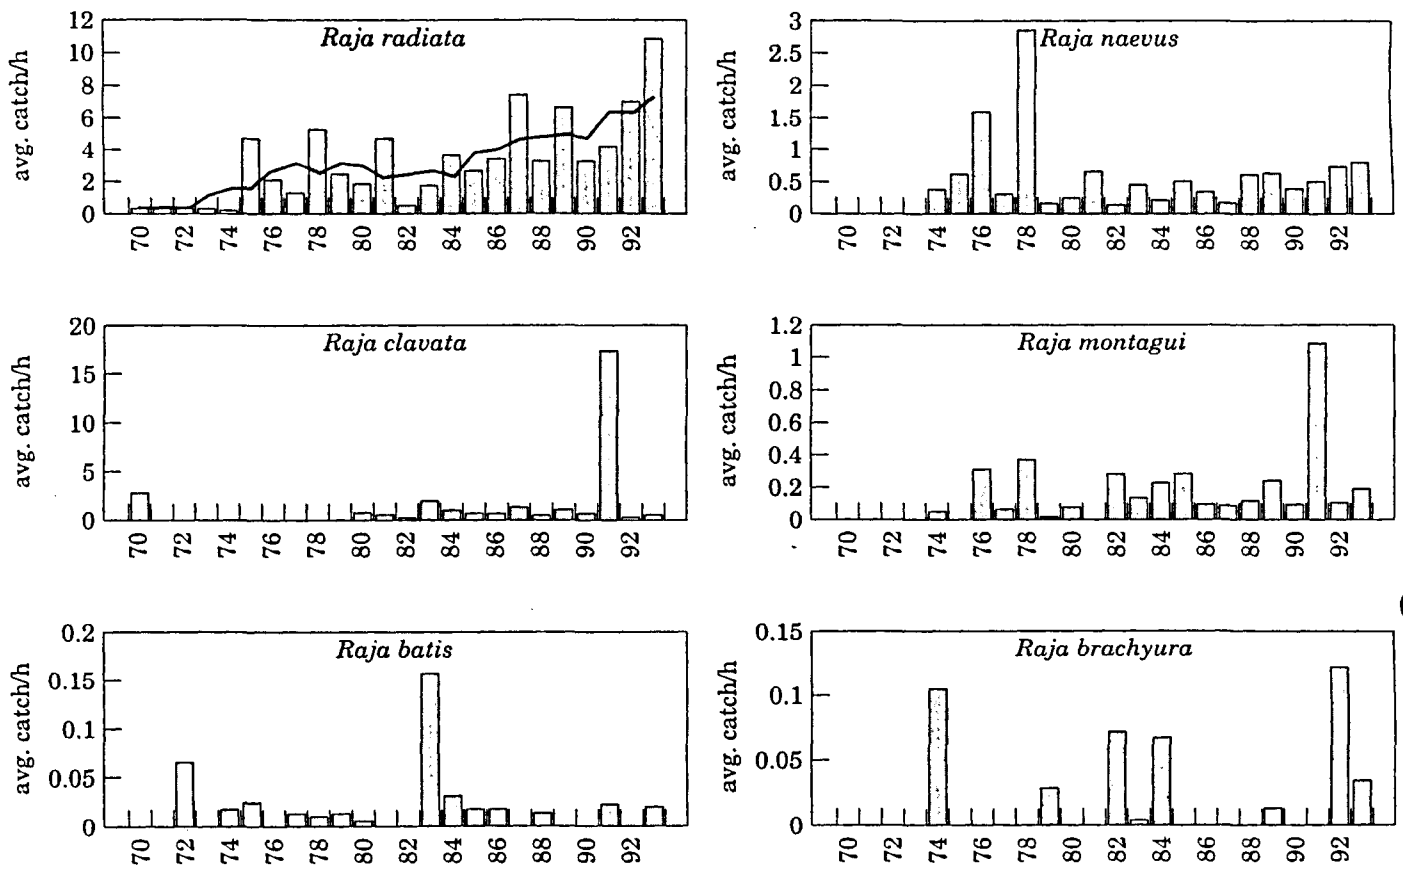 Raja radiata
avg. catch/h
12
10
8
6
4
2
0
70 72 74 76 78 80 82 84 86 88 90 92
Raja naevus
avg. catch/h
3
2.5
2
1.5
1
0.5
0
70 72 74 76 78 80 82 84 86 88 90 92
Raja clavata
avg. catch/h
20
15
10
5
0
70 72 74 76 78 80 82 84 86 88 90 92
Raja montagui
avg. catch/h
1.2
1
0.8
0.6
0.4
0.2
0
70 72 74 76 78 80 82 84 86 88 90 92
Raja batis
avg. catch/h
0.2
0.15
0.1
0.05
0
70 72 74 76 78 80 82 84 86 88 90 92
Raja brachyura
avg. catch/h
0.15
0.1
0.05
0
70 72 74 76 78 80 82 84 86 88 90 92